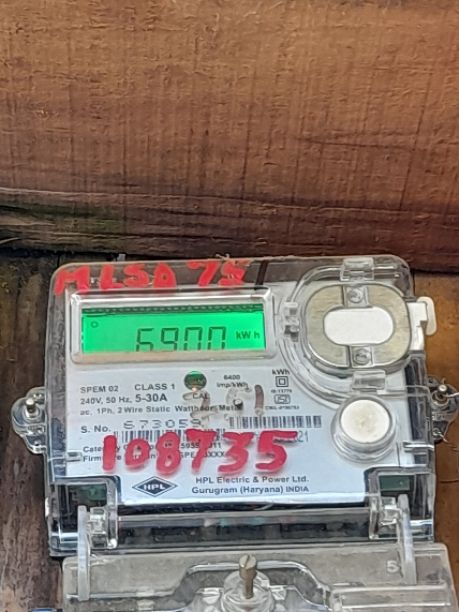 MLSD 75
6900 kWh
SPEM 02 CLASS 1
6400 imp/kWh
kWh
240V, 50 Hz, 5-30A
CAL
ac, 1Ph, 2 Wire Static Watthour Meter
S. No.
108735
HPL
HPL Electric & Power Ltd.
Gurugram (Haryana) INDIA